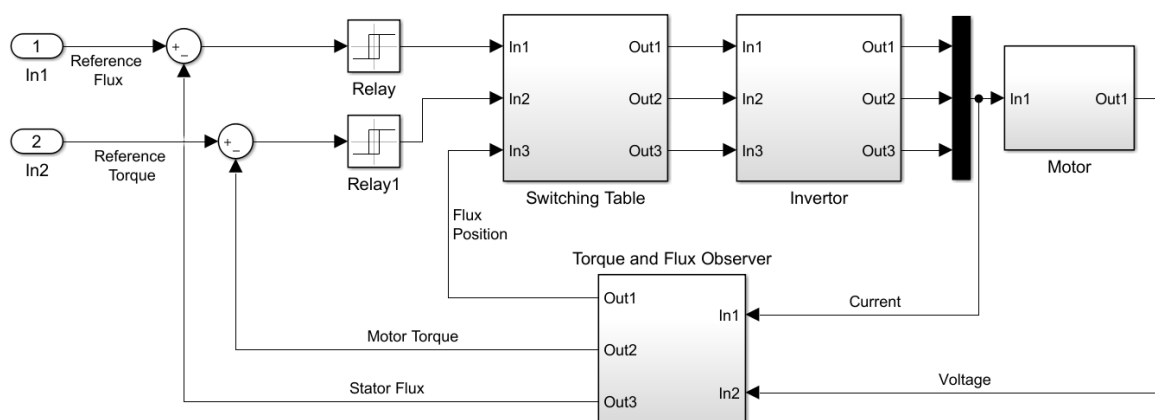 1
In1
Reference
Flux
+
−
Relay
In1
In2
In3
Out1
Out2
Out3
Switching Table
In1
In2
In3
Out1
Out2
Out3
Invertor
In1
Out1
Motor
2
In2
Reference
Torque
+
−
Relay1
Flux
Position
Torque and Flux Observer
Out1
Out2
Out3
In1
In2
Current
Motor Torque
Stator Flux
Voltage